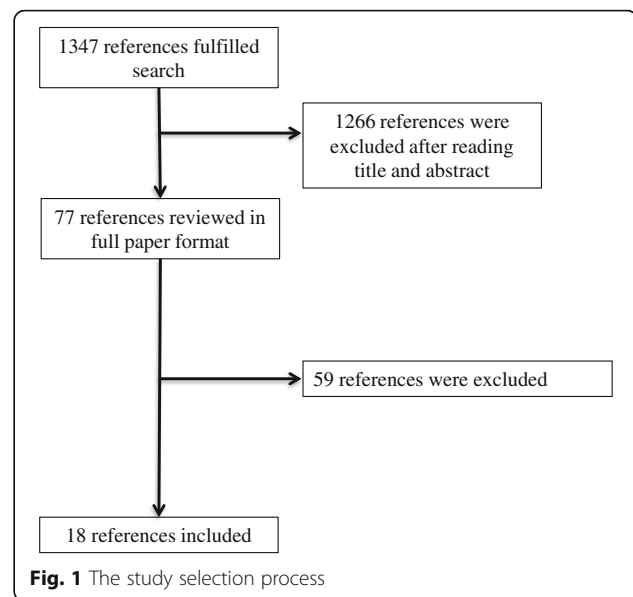 1347 references fulfilled
search
1266 references were
excluded after reading
title and abstract
77 references reviewed in
full paper format
59 references were excluded
18 references included
Fig. 1 The study selection process